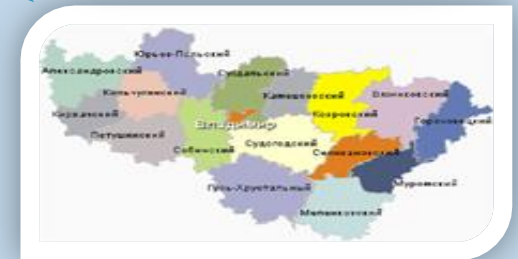 Юрьев-Польский
Александровский
Суздальский
Кольчугинский
Камешковский
Вязниковский
Киржачский
Ковровский
Гороховецкий
Владимир
Петушинский
Собинский
Судогодский
Селивановский
Гусь-Хрустальный
Муромский
Меленковский